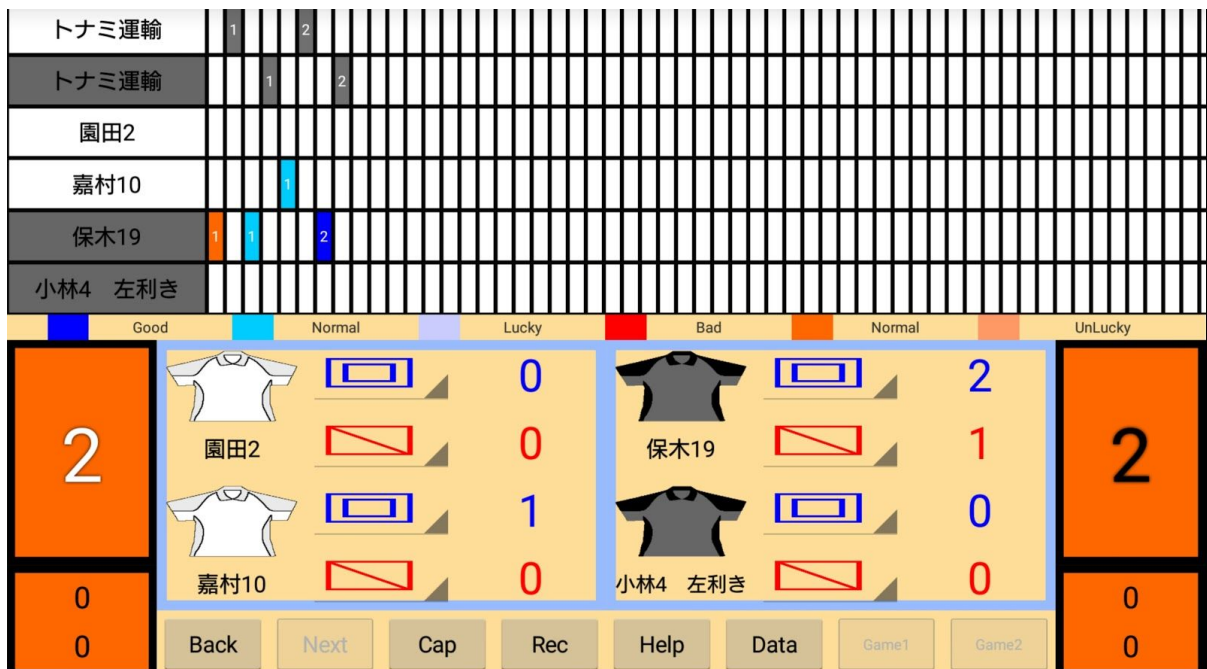 トナミ運輸 1 2
トナミ運輸 1 2
園田2
嘉村10 1
保木19 1 1 2
小林4 左利き
Good Normal Lucky Bad Normal UnLucky
2
0
0
園田2
0
0
嘉村10
1
0
保木19
2
1
小林4 左利き
0
0
2
0
0
Back Next Cap Rec Help Data Game1 Game2